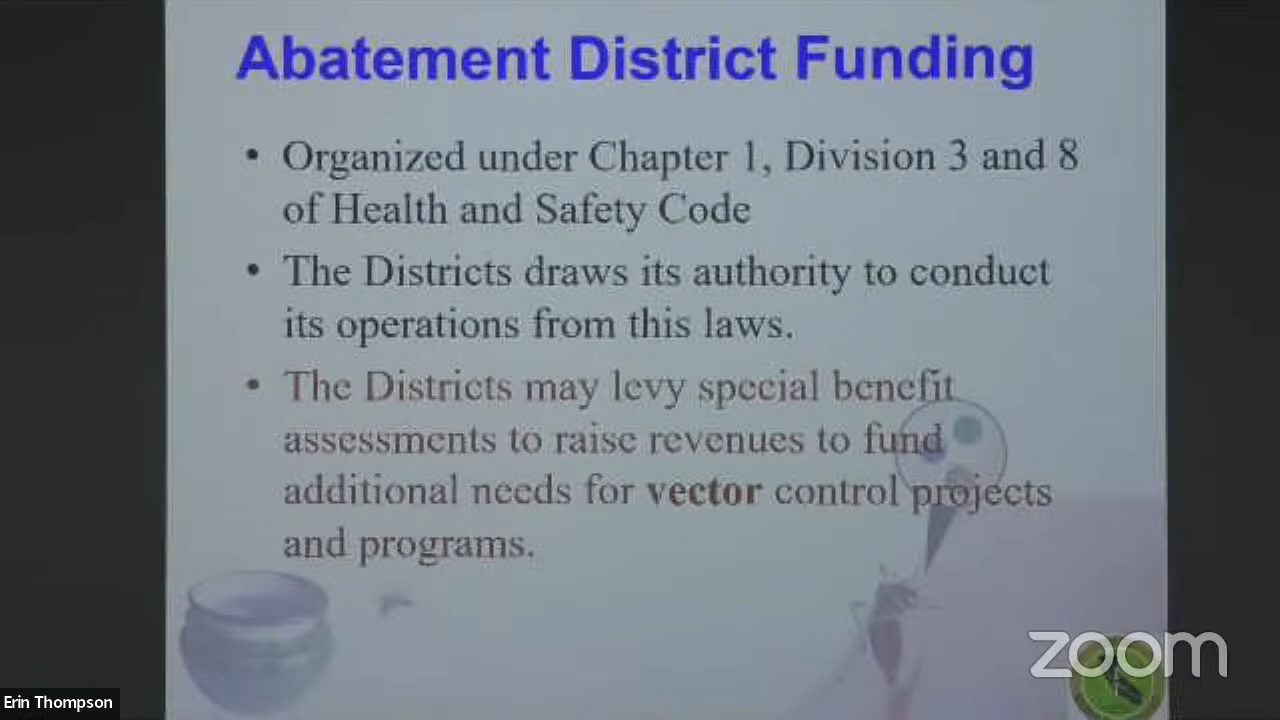 Abatement District Funding
• Organized under Chapter 1, Division 3 and 8
of Health and Safety Code
• The Districts draws its authority to conduct
its operations from this laws.
• The Districts may levy special benefit
assessments to raise revenues to fund
additional needs for vector control projects
and programs.
zoom
Erin Thompson